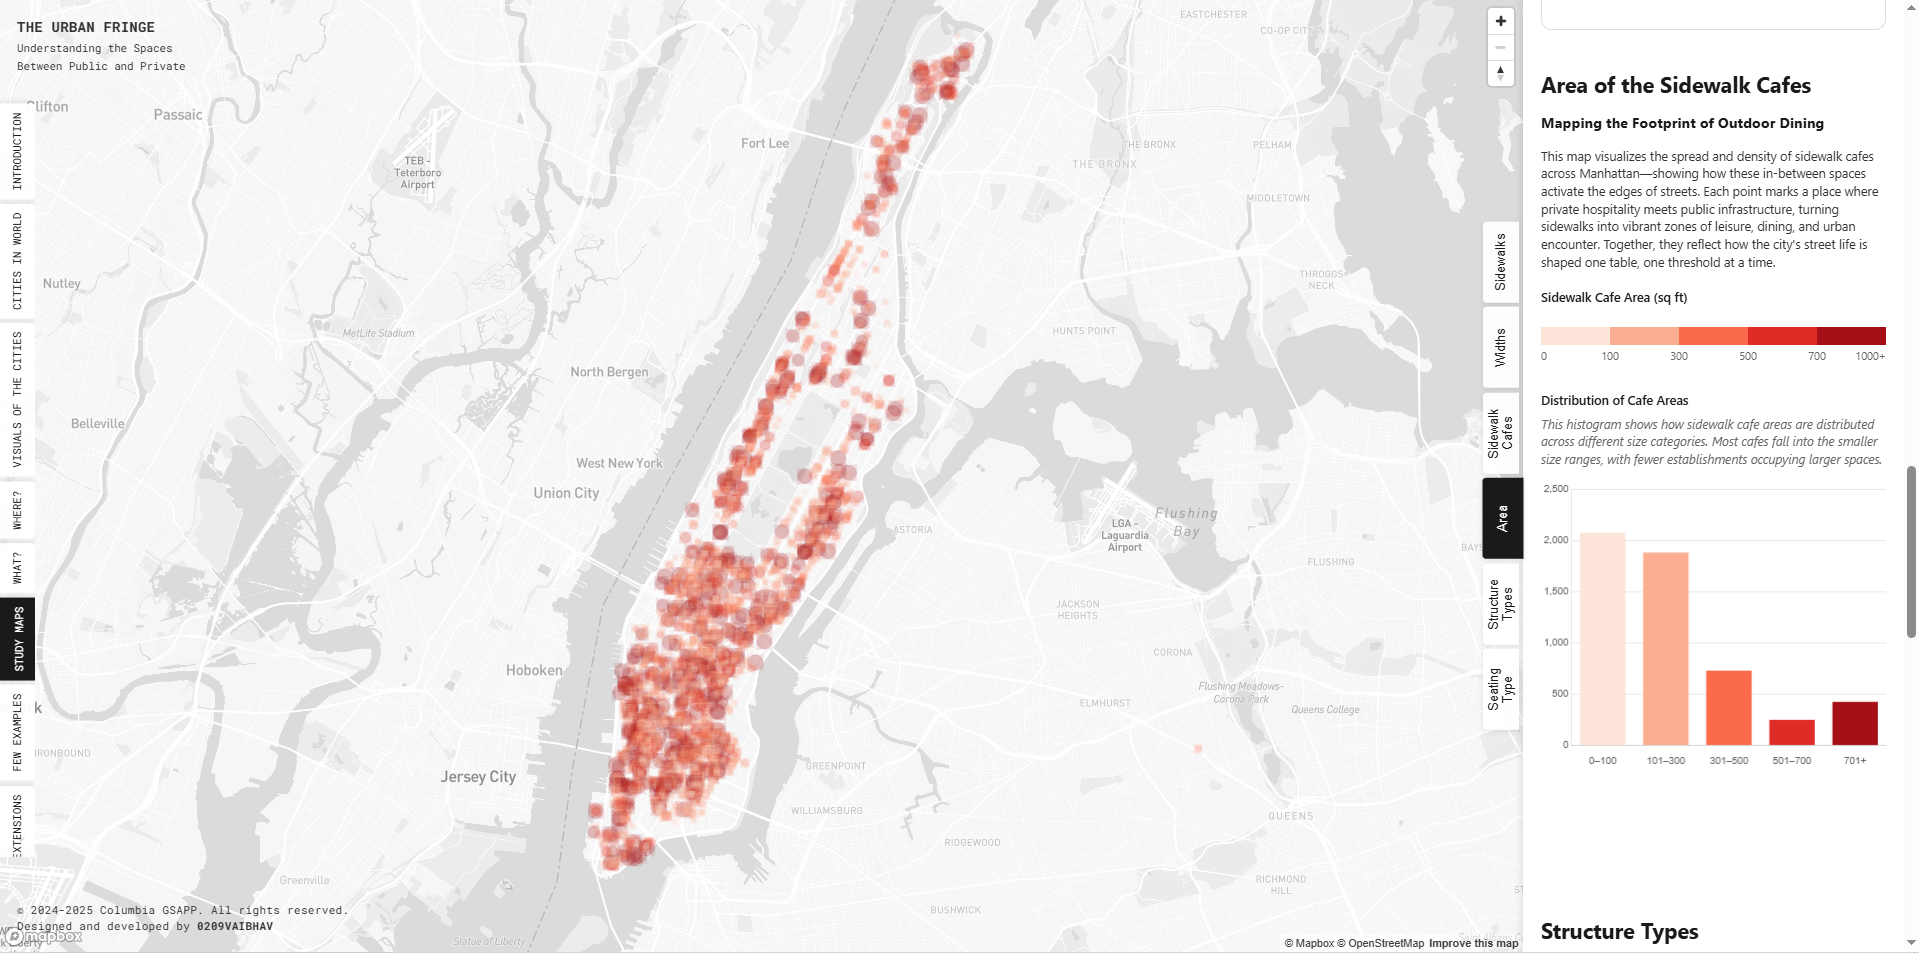 THE URBAN FRINGE
Understanding the Spaces
Between Public and Private
INTRODUCTION
CITIES IN WORLD
VISUALS OF THE CITIES
WHERE?
WHAT?
STUDY MAPS
FEW EXAMPLES
EXTENSIONS
Clifton
Passaic
TEB -
Teterboro
Airport
Nutley
MetLife Stadium
Belleville
North Bergen
West New York
Union City
Hoboken
Jersey City
k
IRONBOUND
Greenville
Statue of Liberty
Fort Lee
EASTCHESTER
CO-OP CITY
THE BRONX
THE BRONX
PELHAM
MIDDLETOWN
THROGGS
NECK
HUNTS POINT
ASTORIA
LGA -
Laguardia
Airport
Flushing
Bay
BAYS
FLUSHING
JACKSON
HEIGHTS
CORONA
Flushing Meadows-
Corona Park
Queens College
ELMHURST
GREENPOINT
WILLIAMSBURG
QUEENS
RIDGEWOOD
RICHMOND
HILL
BUSHWICK
© 2024-2025 Columbia GSAPP. All rights reserved.
Designed and developed by 0209VAIBHAV
mapbox
© Mapbox © OpenStreetMap Improve this map
Sidewalks
Widths
Sidewalk
Cafes
Area
Structure
Types
Seating
Type
Area of the Sidewalk Cafes
Mapping the Footprint of Outdoor Dining
This map visualizes the spread and density of sidewalk cafes
across Manhattan—showing how these in-between spaces
activate the edges of streets. Each point marks a place where
private hospitality meets public infrastructure, turning
sidewalks into vibrant zones of leisure, dining, and urban
encounter. Together, they reflect how the city's street life is
shaped one table, one threshold at a time.
Sidewalk Cafe Area (sq ft)
0 100 300 500 700 1000+
Distribution of Cafe Areas
This histogram shows how sidewalk cafe areas are distributed
across different size categories. Most cafes fall into the smaller
size ranges, with fewer establishments occupying larger spaces.
2,500
2,000
1,500
1,000
500
0
0–100 101–300 301–500 501–700 701+
Structure Types